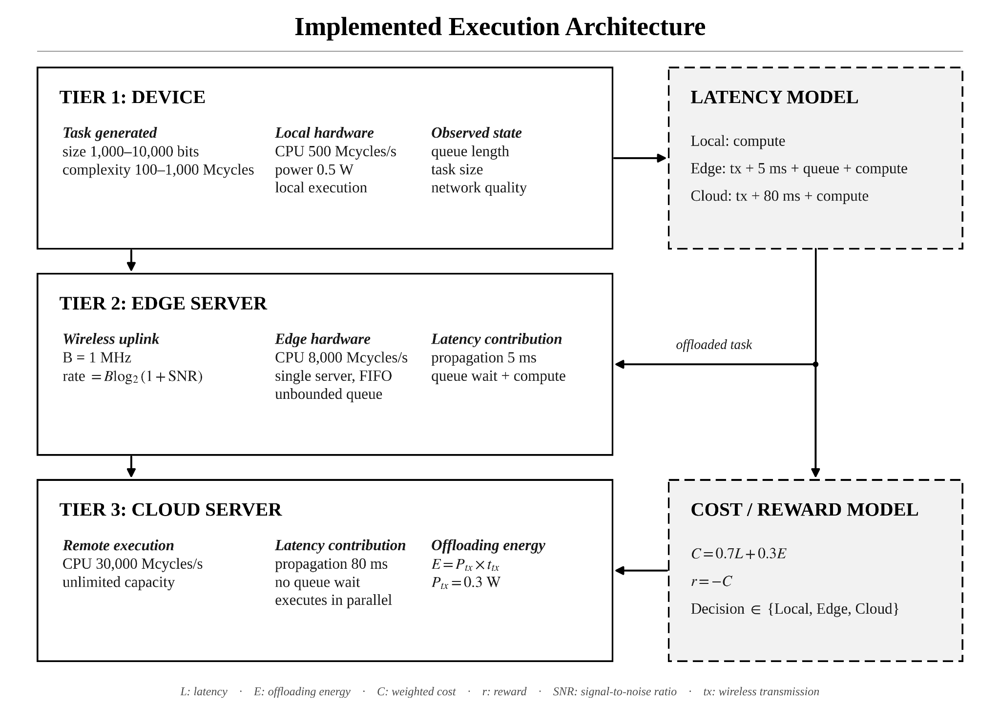 Implemented Execution Architecture
TIER 1: DEVICE
Task generated
size 1,000–10,000 bits
complexity 100–1,000 Mcycles
Local hardware
CPU 500 Mcycles/s
power 0.5 W
local execution
Observed state
queue length
task size
network quality
LATENCY MODEL
Local: compute
Edge: tx + 5 ms + queue + compute
Cloud: tx + 80 ms + compute
TIER 2: EDGE SERVER
Wireless uplink
B = 1 MHz
rate = B log₂ (1 + SNR)
Edge hardware
CPU 8,000 Mcycles/s
single server, FIFO
unbounded queue
Latency contribution
propagation 5 ms
queue wait + compute
offloaded task
TIER 3: CLOUD SERVER
Remote execution
CPU 30,000 Mcycles/s
unlimited capacity
Latency contribution
propagation 80 ms
no queue wait
executes in parallel
Offloading energy
E = P_tx × t_tx
P_tx = 0.3 W
COST / REWARD MODEL
C = 0.7L + 0.3E
r = −C
Decision ∈ {Local, Edge, Cloud}
L: latency · E: offloading energy · C: weighted cost · r: reward · SNR: signal-to-noise ratio · tx: wireless transmission